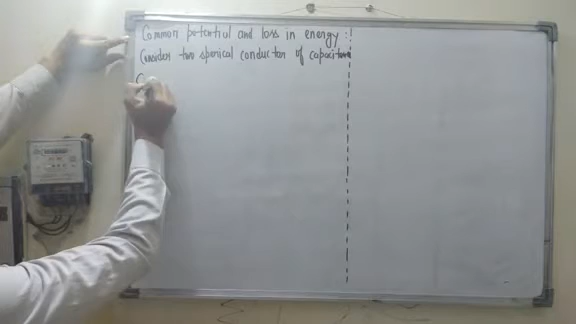 Common potential and loss in energy :
Consider two sperical conductor of capacitance
C